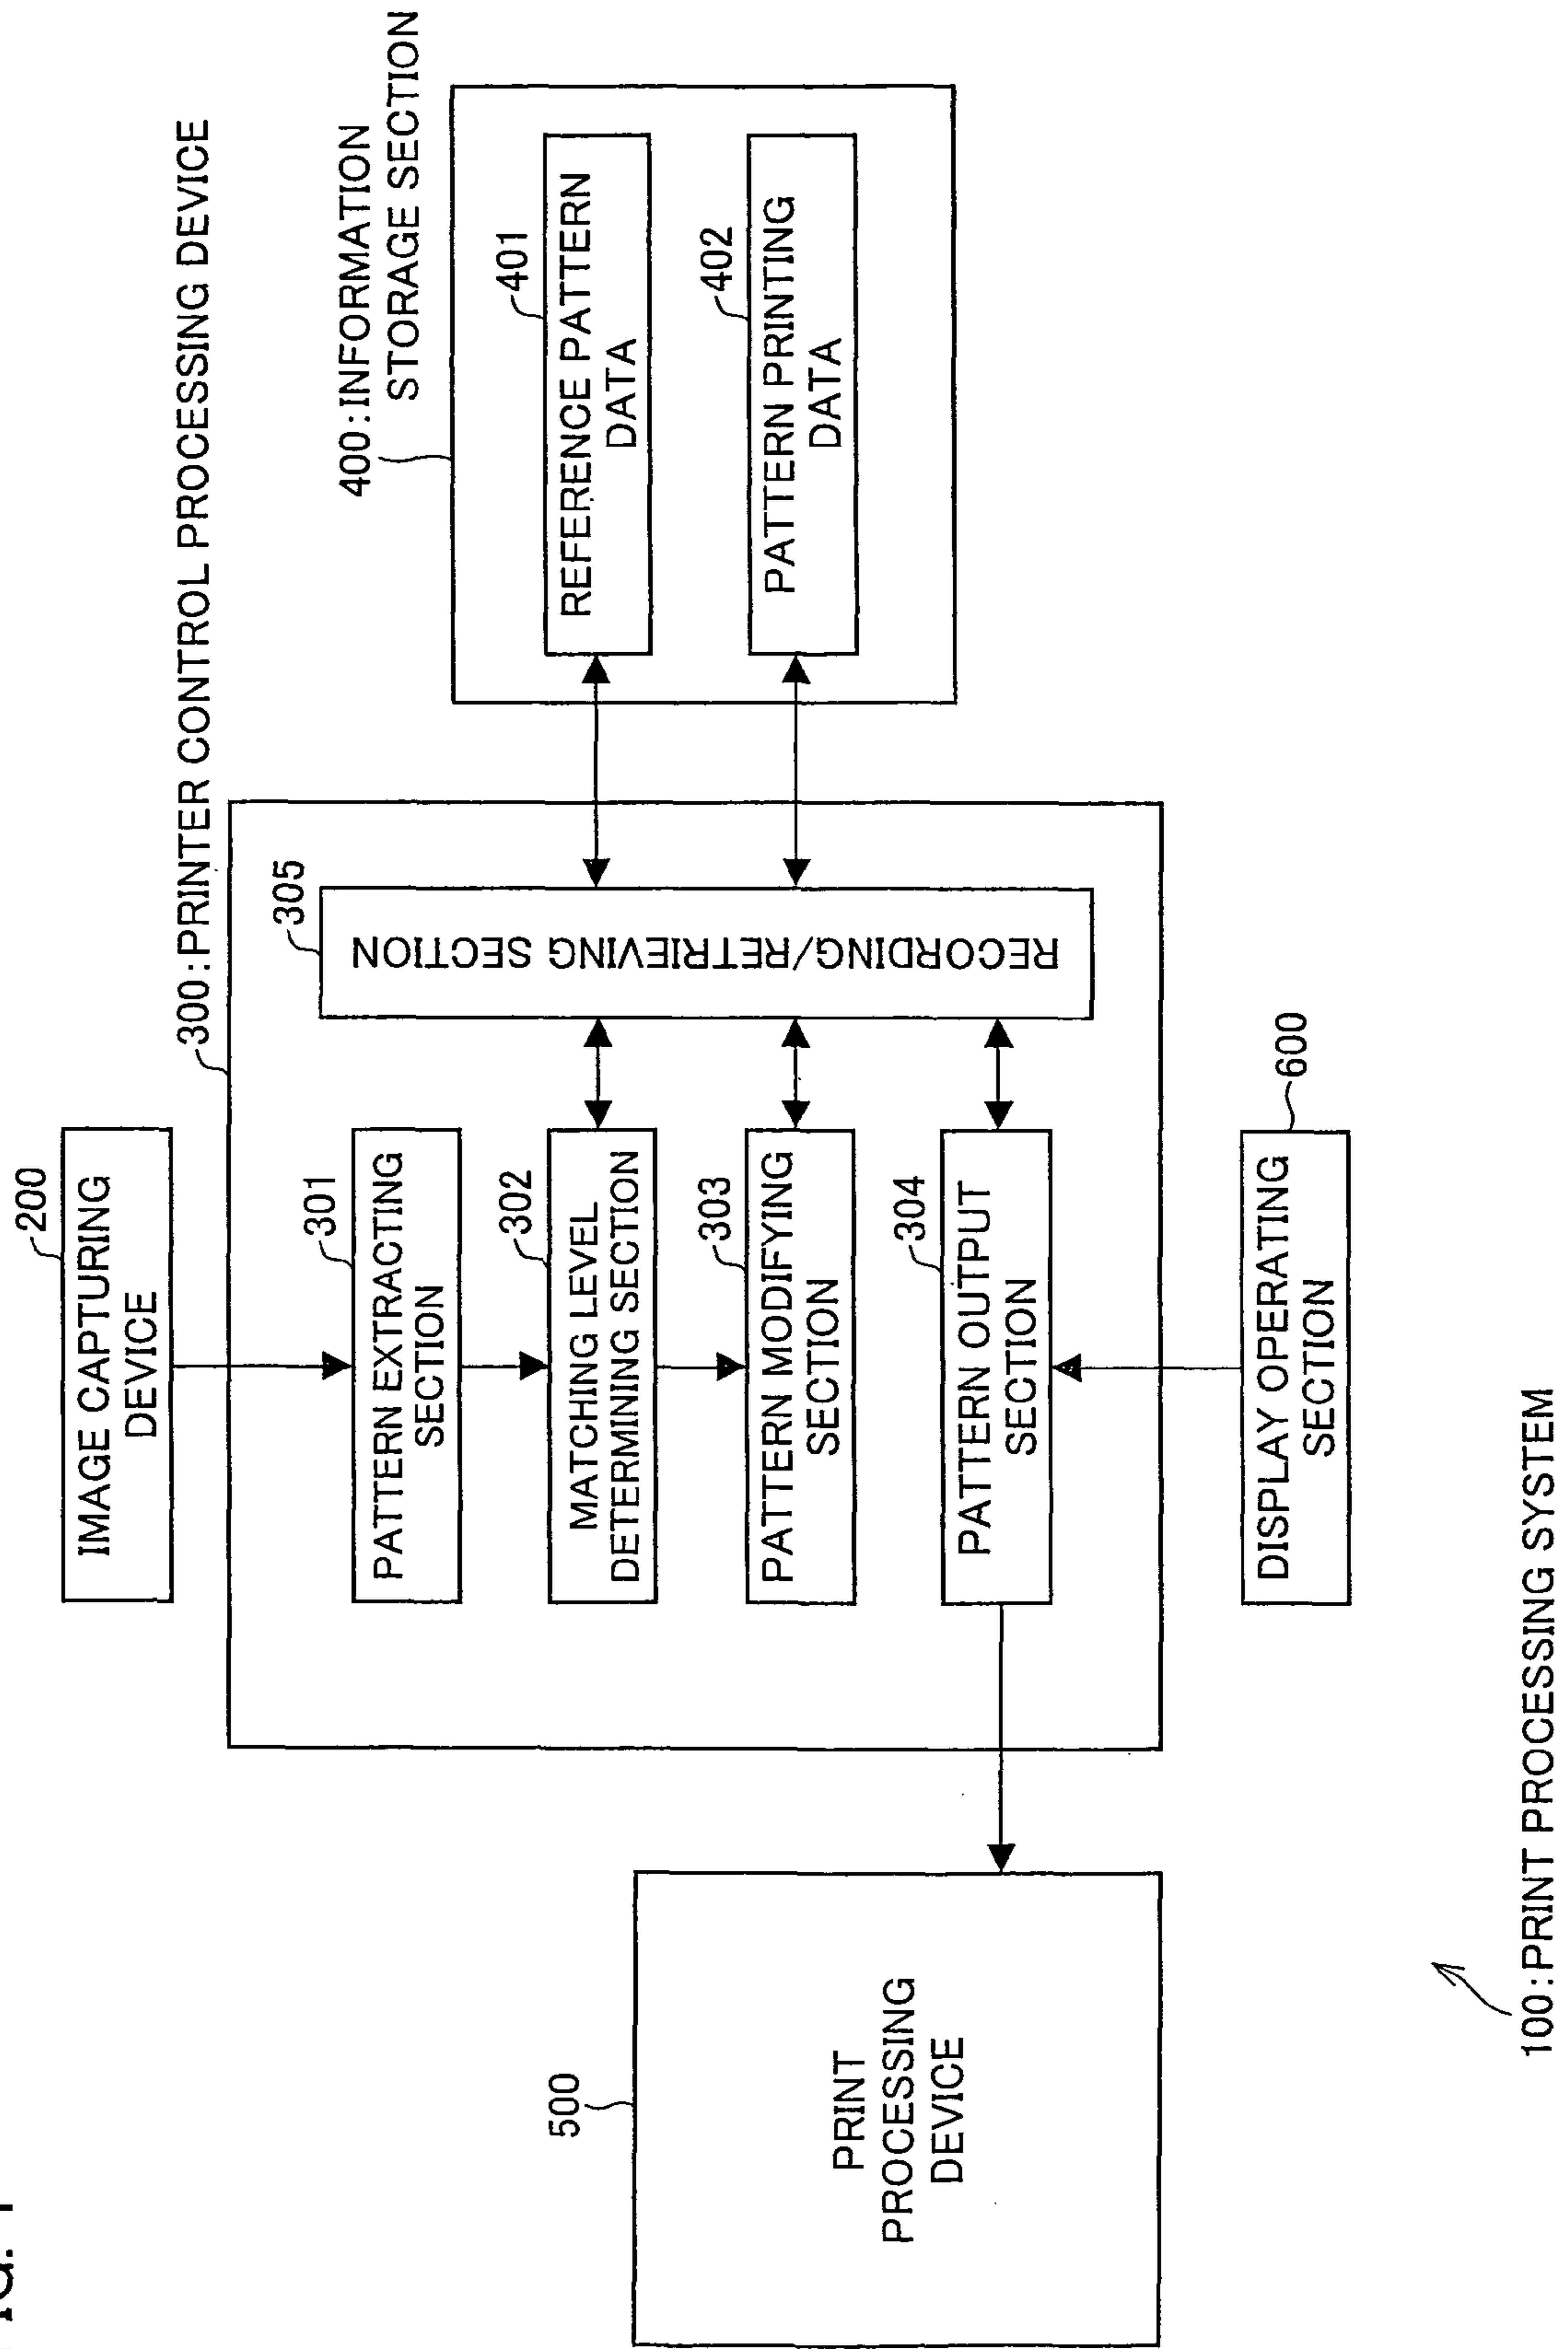 200
IMAGE CAPTURING
DEVICE
300:PRINTER CONTROL PROCESSING DEVICE
301
PATTERN EXTRACTING
SECTION
302
MATCHING LEVEL
DETERMINING SECTION
303
PATTERN MODIFYING
SECTION
304
PATTERN OUTPUT
SECTION
305
RECORDING/RETRIEVING SECTION
400:INFORMATION
STORAGE SECTION
401
REFERENCE PATTERN
DATA
402
PATTERN PRINTING
DATA
500
PRINT
PROCESSING
DEVICE
600
DISPLAY OPERATING
SECTION
100:PRINT PROCESSING SYSTEM